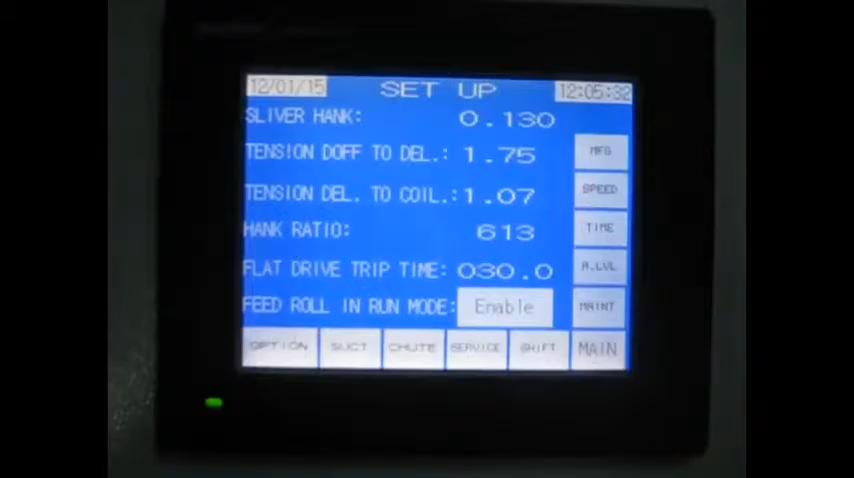 12/01/15 SET UP 12:05:32
SLIVER HANK: 0.130
TENSION DOFF TO DEL.: 1.75 MFG
TENSION DEL. TO COIL.: 1.07 SPEED
HANK RATIO: 613 TIME
FLAT DRIVE TRIP TIME: 030.0 A.LVL
FEED ROLL IN RUN MODE: Enable MAINT
OPTION SUCT CHUTE SERVICE SHIFT MAIN